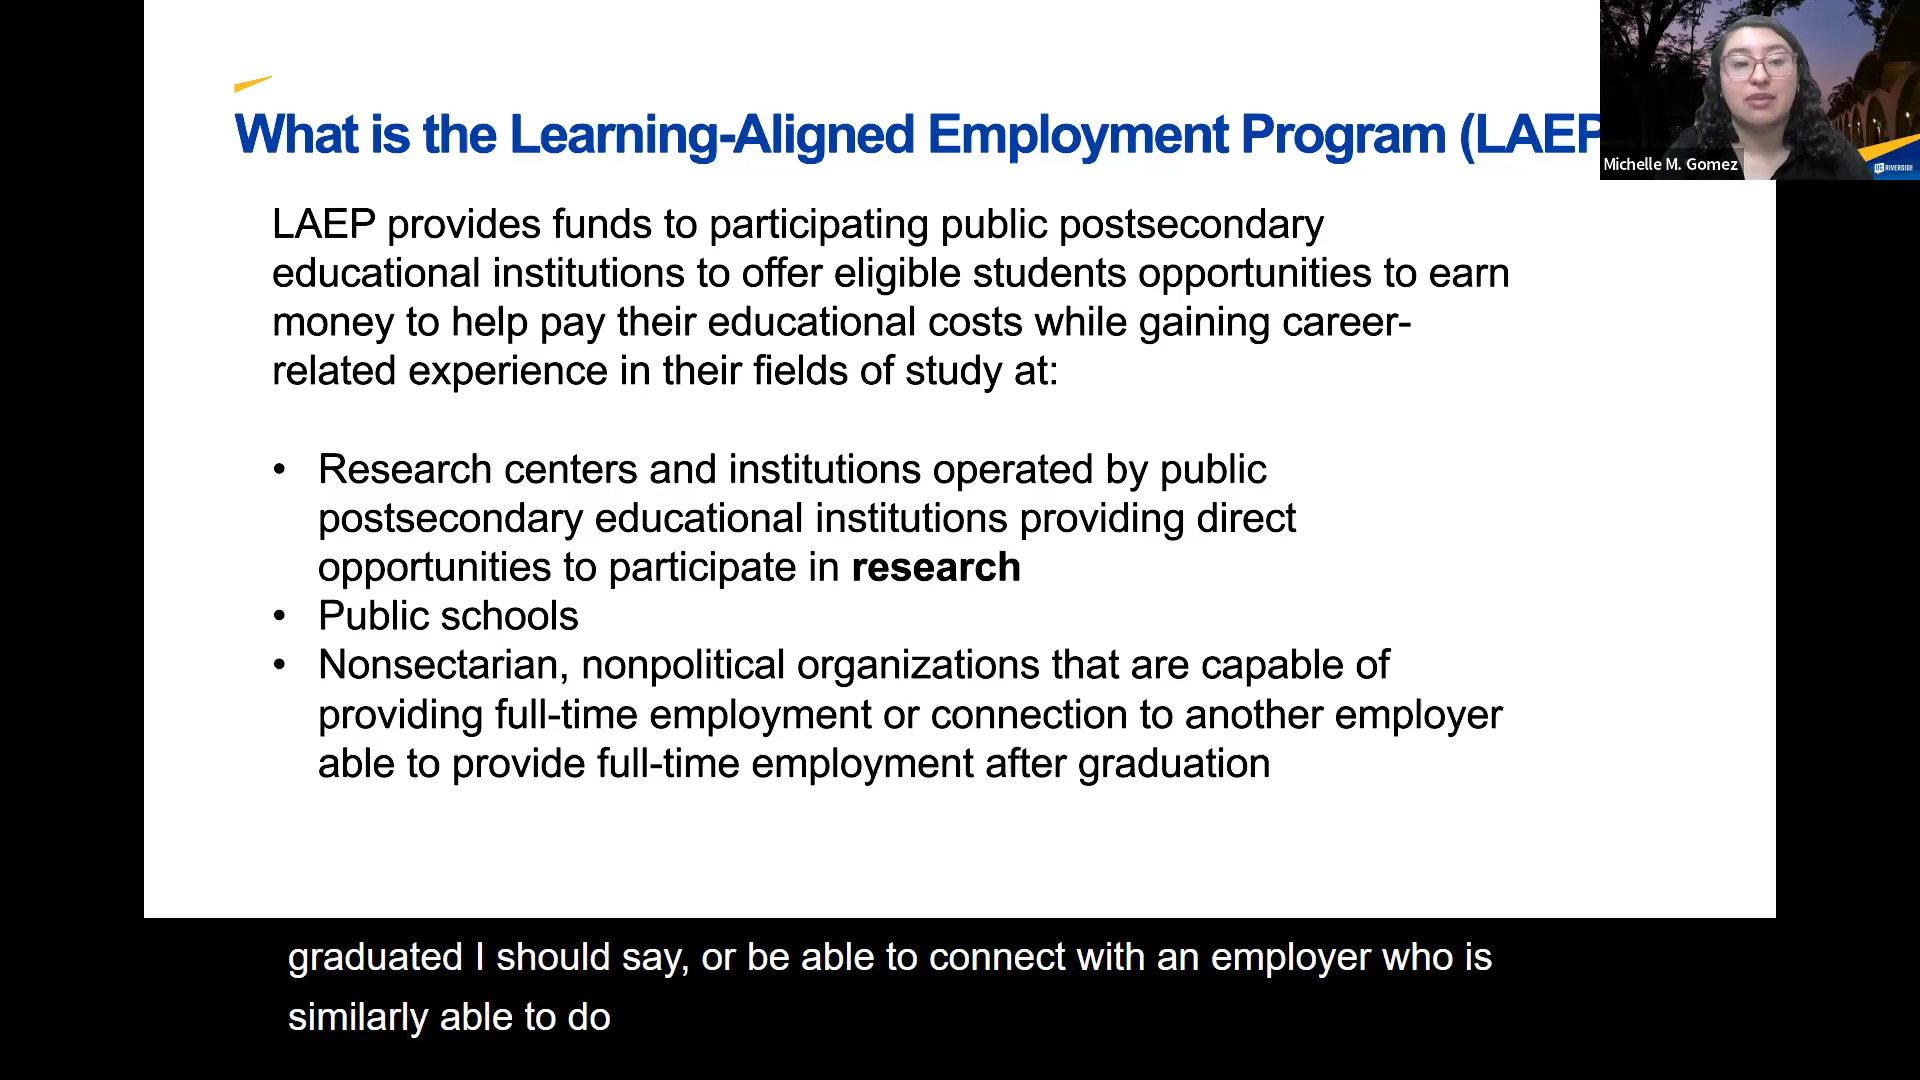 What is the Learning-Aligned Employment Program (LAEP
Michelle M. Gomez
UC RIVERSIDE
LAEP provides funds to participating public postsecondary
educational institutions to offer eligible students opportunities to earn
money to help pay their educational costs while gaining career-
related experience in their fields of study at:
• Research centers and institutions operated by public
postsecondary educational institutions providing direct
opportunities to participate in research
• Public schools
• Nonsectarian, nonpolitical organizations that are capable of
providing full-time employment or connection to another employer
able to provide full-time employment after graduation
graduated I should say, or be able to connect with an employer who is
similarly able to do